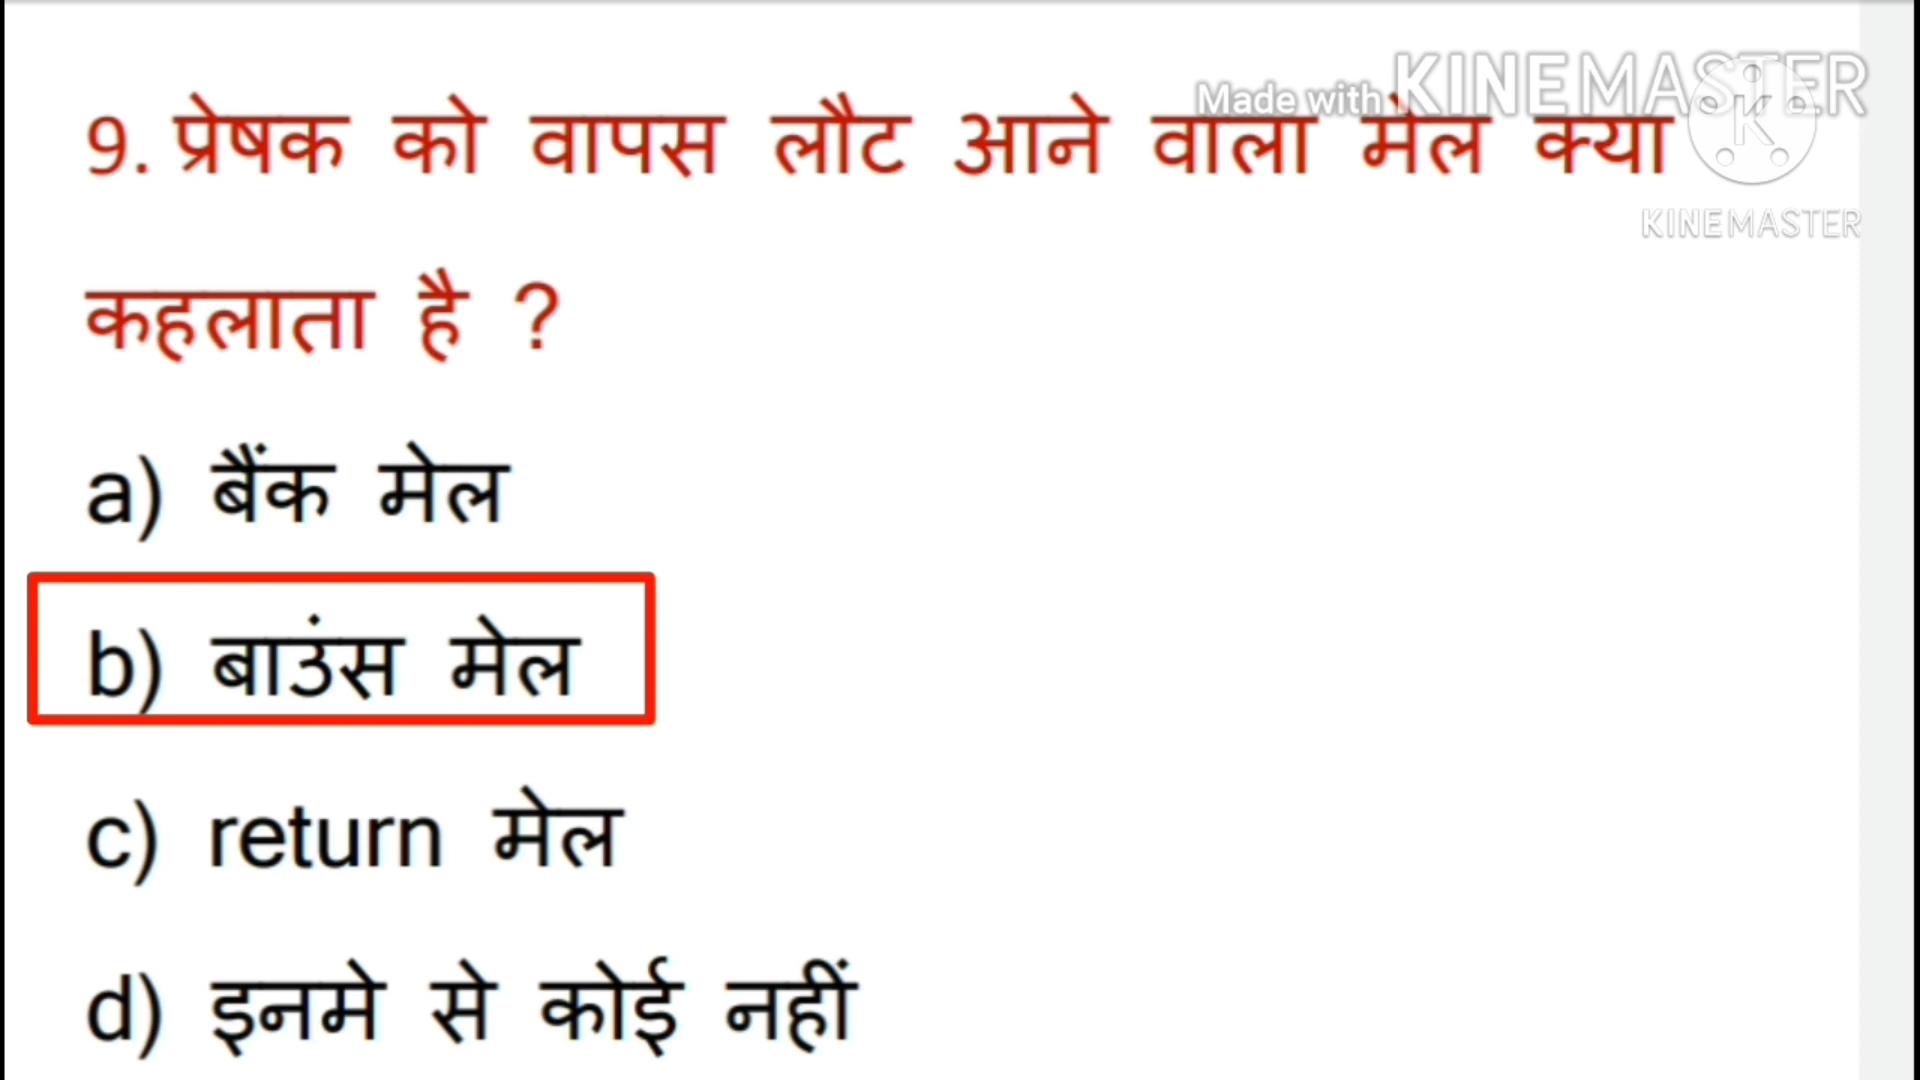 Made with KINEMASTER
KINEMASTER
9. प्रेषक को वापस लौट आने वाला मेल क्या
कहलाता है ?
a) बैंक मेल
b) बाउंस मेल
c) return मेल
d) इनमे से कोई नहीं